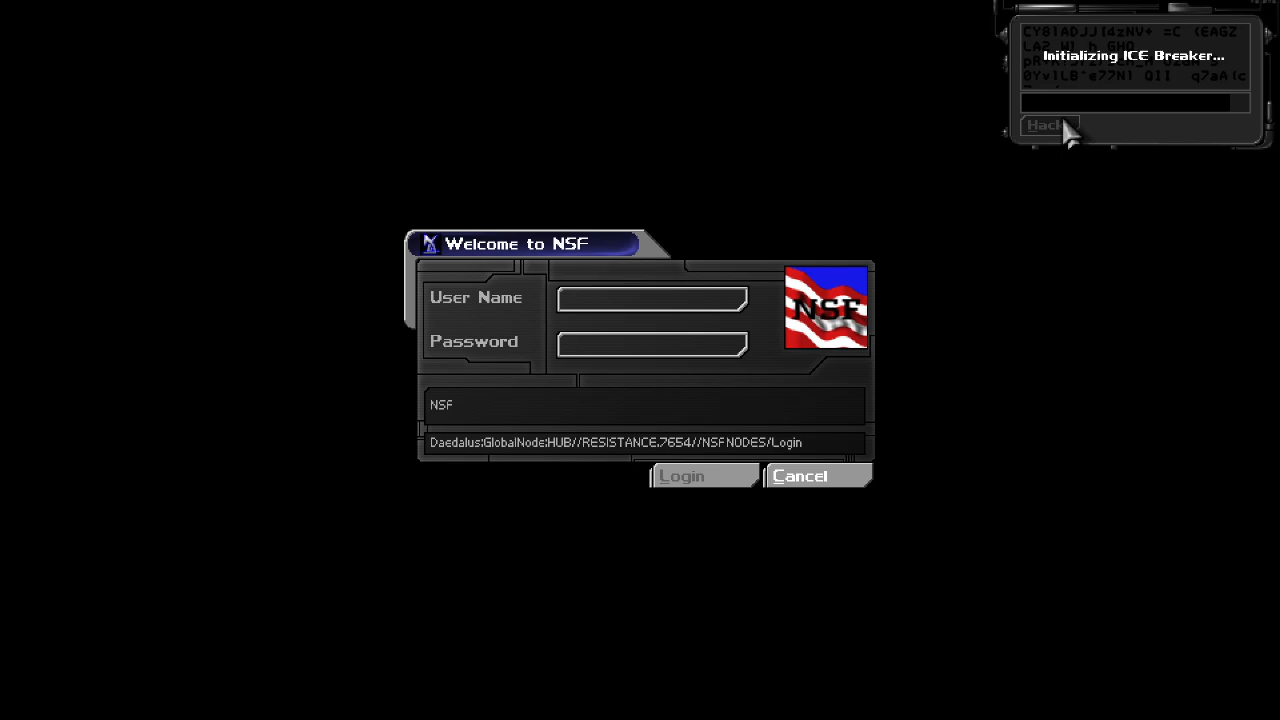 Initializing ICE Breaker...
Hack
Welcome to NSF
User Name
NSF
Password
NSF
Daedalus:GlobalNode:HUB//RESISTANCE.7654//NSFNODES/Login
Login
Cancel